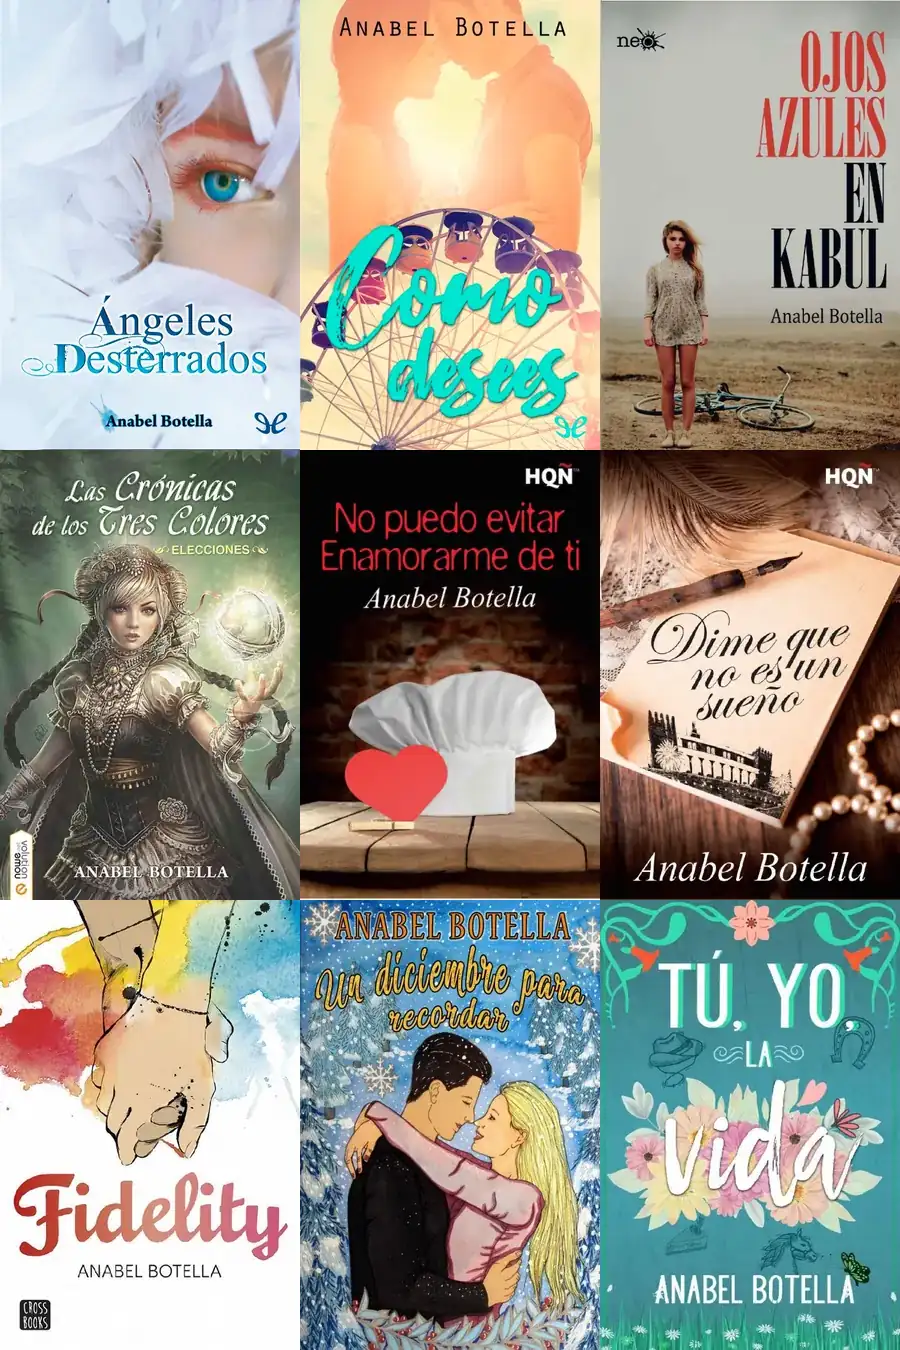 Ángeles
Desterrados
Anabel Botella
ANABEL BOTELLA
Como
desees
neo
OJOS
AZULES
EN
KABUL
Anabel Botella
Las Crónicas
de los Tres Colores
ELECCIONES
ANABEL BOTELLA
HQÑ
No puedo evitar
Enamorarme de ti
Anabel Botella
HQÑ
Dime que
no es un
sueño
Anabel Botella
Fidelity
ANABEL BOTELLA
CROSS
BOOKS
ANABEL BOTELLA
Un diciembre para
recordar
TÚ, YO,
LA
vida
ANABEL BOTELLA